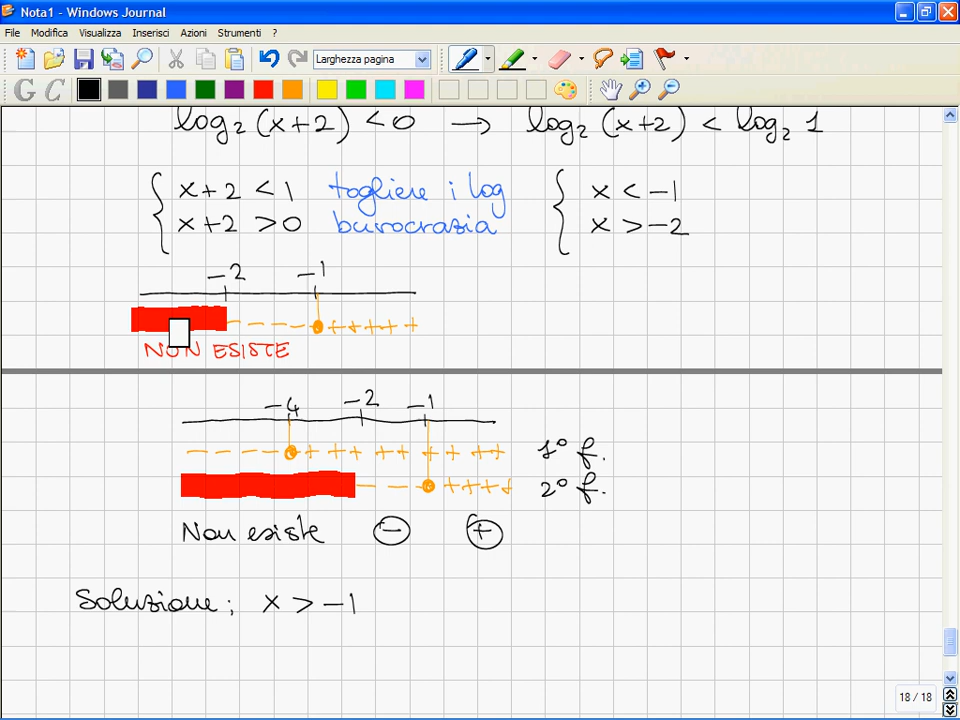 Nota1 - Windows Journal
File Modifica Visualizza Inserisci Azioni Strumenti ?
Larghezza pagina
G C
log₂ (x+2) < 0 → log₂ (x+2) < log₂ 1
x+2 < 1 togliere i log x < -1
x+2 > 0 burocrazia x > -2
-2 -1
- - - - + + + + +
NON ESISTE
-4 -2 -1
- - - - - + + + + + + + + + 1° f.
- - - + + + + 2° f.
Non esiste - +
Soluzione: x > -1
18 / 18